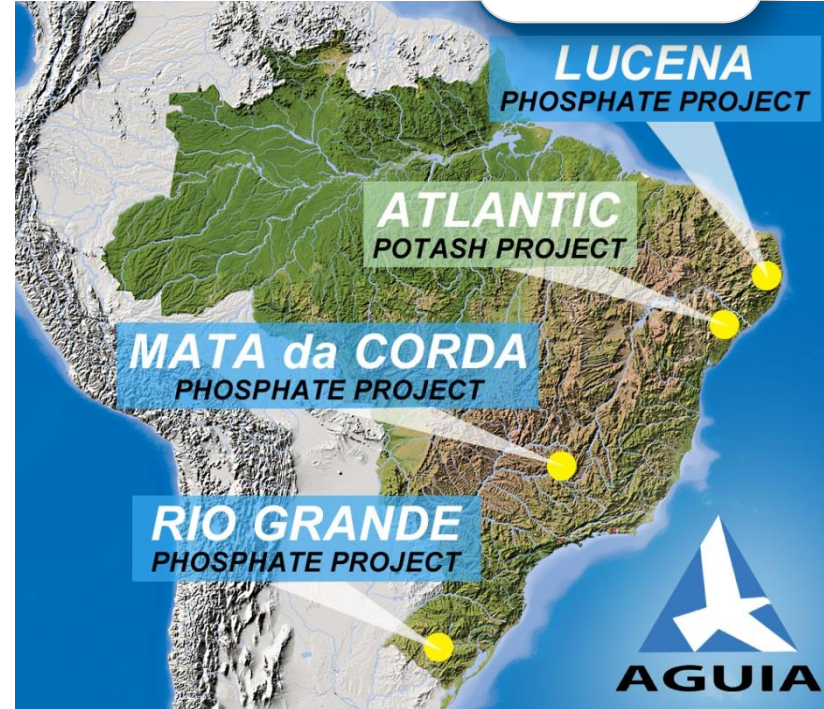 LUCENA
PHOSPHATE PROJECT
ATLANTIC
POTASH PROJECT
MATA da CORDA
PHOSPHATE PROJECT
RIO GRANDE
PHOSPHATE PROJECT
AGUIA